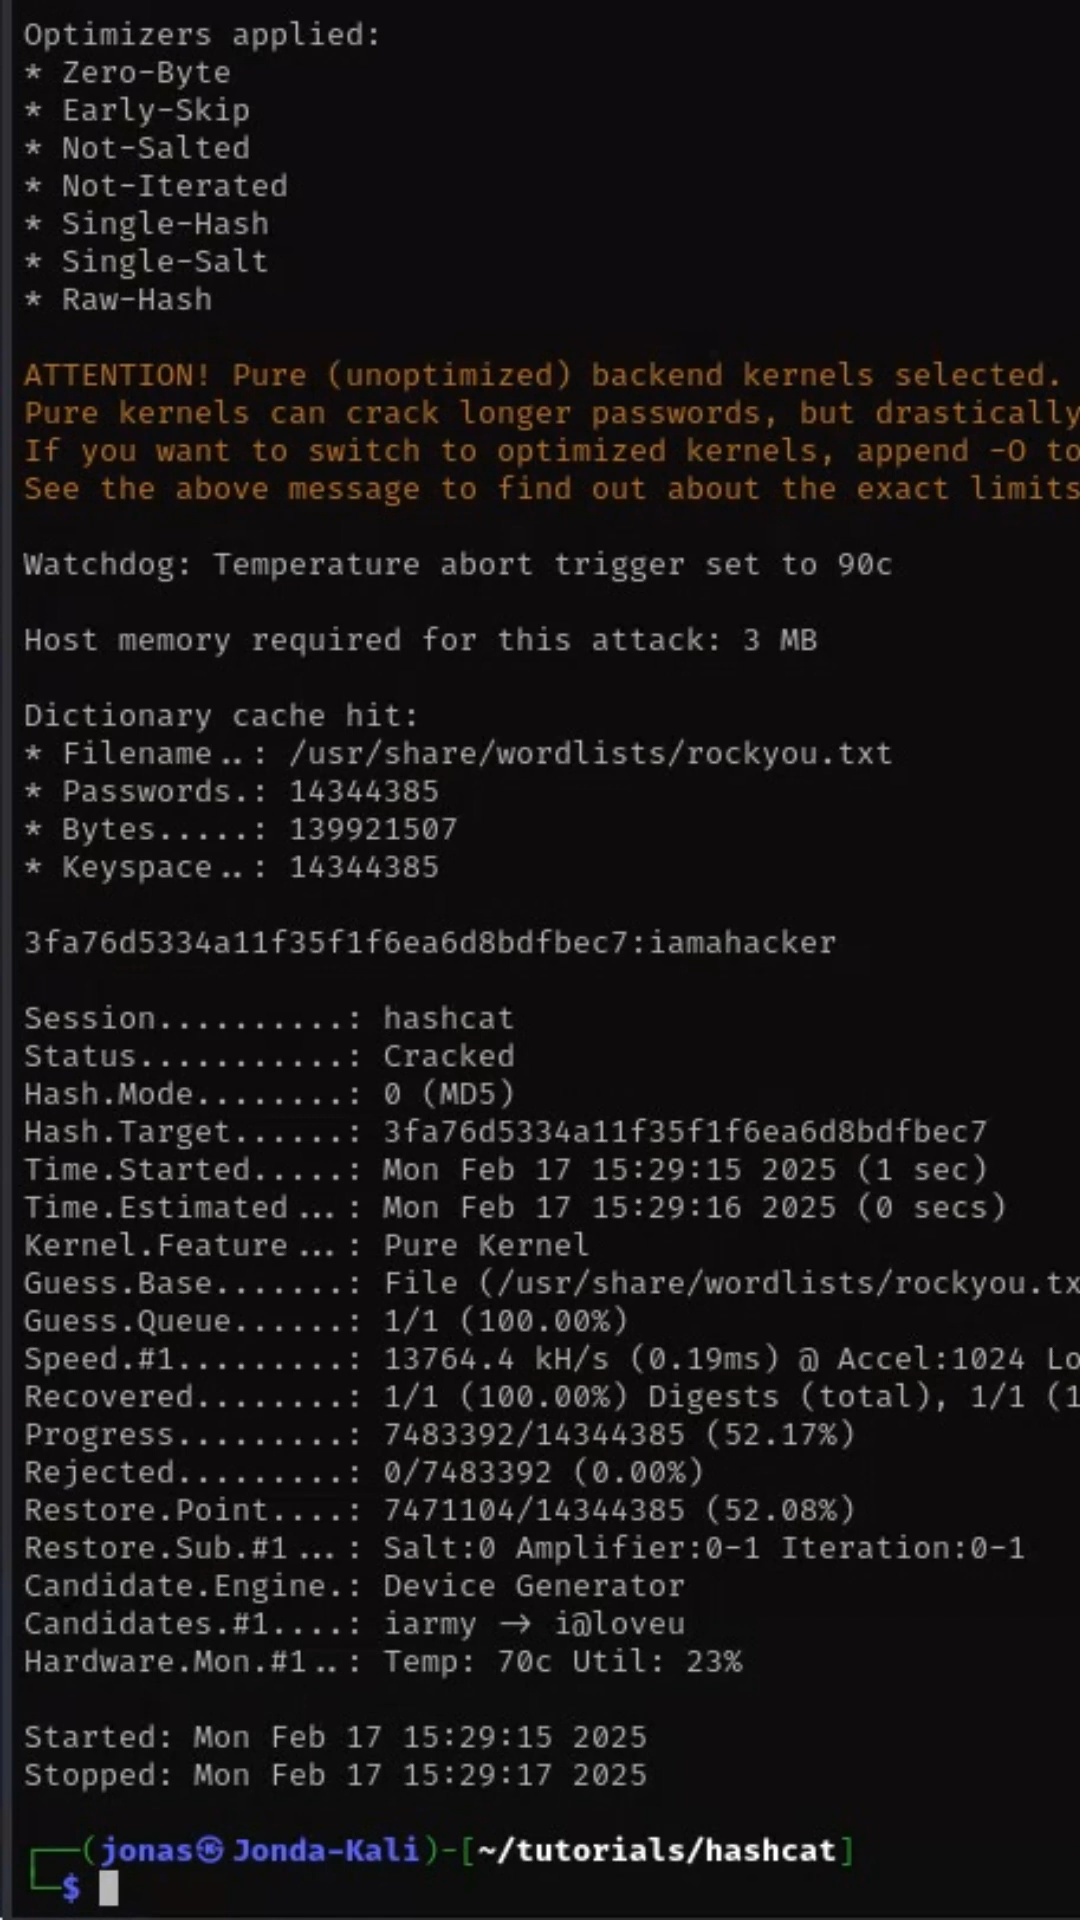 Optimizers applied:
* Zero-Byte
* Early-Skip
* Not-Salted
* Not-Iterated
* Single-Hash
* Single-Salt
* Raw-Hash
ATTENTION! Pure (unoptimized) backend kernels selected.
Pure kernels can crack longer passwords, but drastically
If you want to switch to optimized kernels, append -O to
See the above message to find out about the exact limits
Watchdog: Temperature abort trigger set to 90c
Host memory required for this attack: 3 MB
Dictionary cache hit:
* Filename..: /usr/share/wordlists/rockyou.txt
* Passwords.: 14344385
* Bytes.....: 139921507
* Keyspace..: 14344385
3fa76d5334a11f35f1f6ea6d8bdfbec7:iamahacker
Session..........: hashcat
Status...........: Cracked
Hash.Mode........: 0 (MD5)
Hash.Target......: 3fa76d5334a11f35f1f6ea6d8bdfbec7
Time.Started.....: Mon Feb 17 15:29:15 2025 (1 sec)
Time.Estimated...: Mon Feb 17 15:29:16 2025 (0 secs)
Kernel.Feature...: Pure Kernel
Guess.Base.......: File (/usr/share/wordlists/rockyou.tx
Guess.Queue......: 1/1 (100.00%)
Speed.#1.........: 13764.4 kH/s (0.19ms) @ Accel:1024 Lo
Recovered........: 1/1 (100.00%) Digests (total), 1/1 (1
Progress.........: 7483392/14344385 (52.17%)
Rejected.........: 0/7483392 (0.00%)
Restore.Point....: 7471104/14344385 (52.08%)
Restore.Sub.#1...: Salt:0 Amplifier:0-1 Iteration:0-1
Candidate.Engine.: Device Generator
Candidates.#1....: iarmy -> i@loveu
Hardware.Mon.#1..: Temp: 70c Util: 23%
Started: Mon Feb 17 15:29:15 2025
Stopped: Mon Feb 17 15:29:17 2025
┌──(jonas㉿Jonda-Kali)-[~/tutorials/hashcat]
└─$